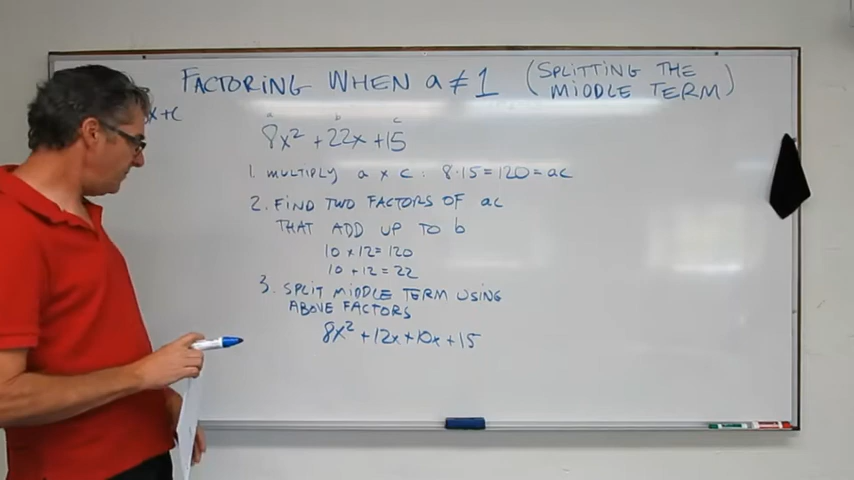 FACTORING WHEN a ≠ 1 (SPLITTING THE MIDDLE TERM)
x+c
a b c
8x² + 22x + 15
1. MULTIPLY a x c : 8·15 = 120 = ac
2. FIND TWO FACTORS OF ac
THAT ADD UP TO b
10 x 12 = 120
10 + 12 = 22
3. SPLIT MIDDLE TERM USING
ABOVE FACTORS
8x² + 12x + 10x + 15